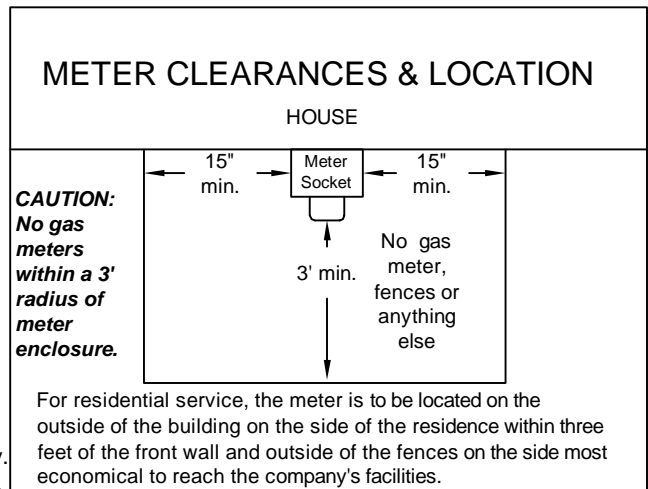 METER CLEARANCES & LOCATION
HOUSE
15"
min.
Meter
Socket
15"
min.
CAUTION:
No gas
meters
within a 3'
radius of
meter
enclosure.
3' min.
No gas
meter,
fences or
anything
else
For residential service, the meter is to be located on the
outside of the building on the side of the residence within three
feet of the front wall and outside of the fences on the side most
economical to reach the company's facilities.